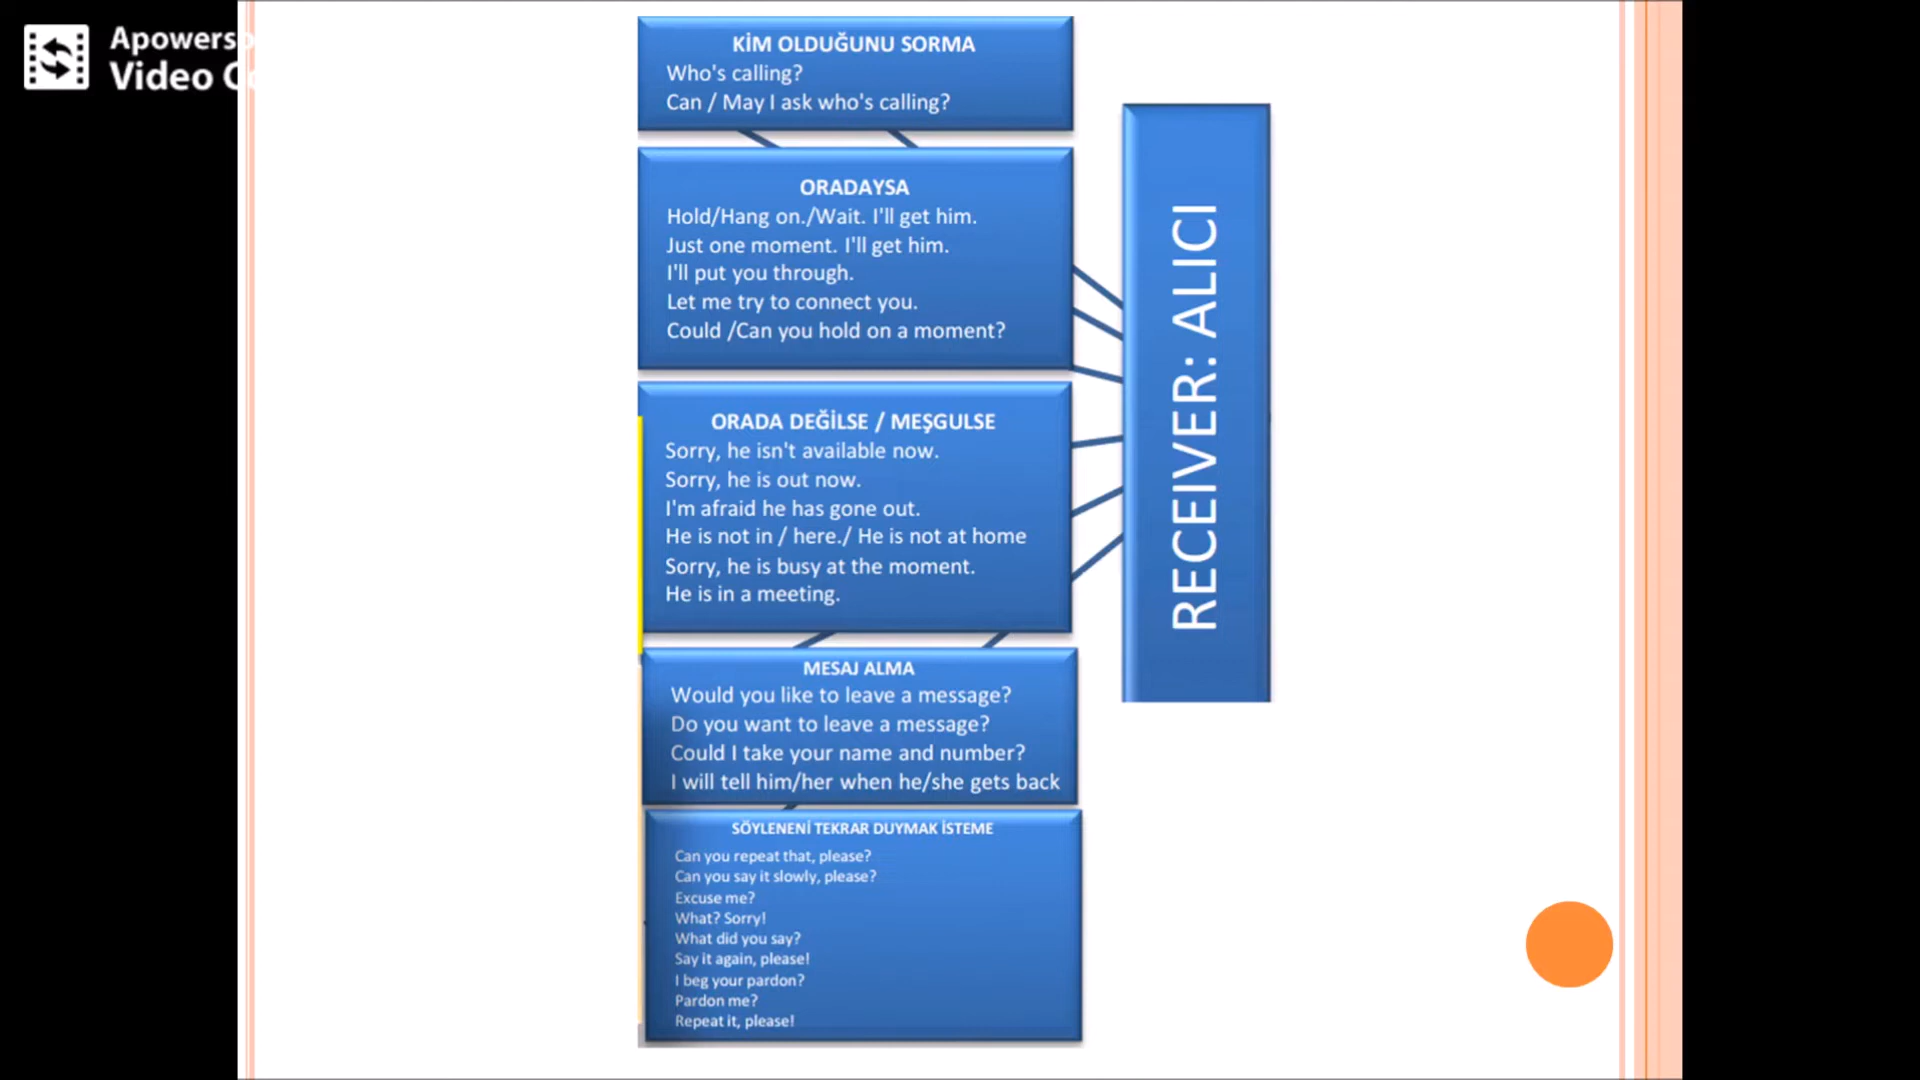 Apowerso
Video Co
KİM OLDUĞUNU SORMA
Who's calling?
Can / May I ask who's calling?
ORADAYSA
Hold/Hang on./Wait. I'll get him.
Just one moment. I'll get him.
I'll put you through.
Let me try to connect you.
Could /Can you hold on a moment?
ORADA DEĞİLSE / MEŞGULSE
Sorry, he isn't available now.
Sorry, he is out now.
I'm afraid he has gone out.
He is not in / here./ He is not at home
Sorry, he is busy at the moment.
He is in a meeting.
MESAJ ALMA
Would you like to leave a message?
Do you want to leave a message?
Could I take your name and number?
I will tell him/her when he/she gets back
SÖYLENENİ TEKRAR DUYMAK İSTEME
Can you repeat that, please?
Can you say it slowly, please?
Excuse me?
What? Sorry!
What did you say?
Say it again, please!
I beg your pardon?
Pardon me?
Repeat it, please!
RECEIVER: ALICI